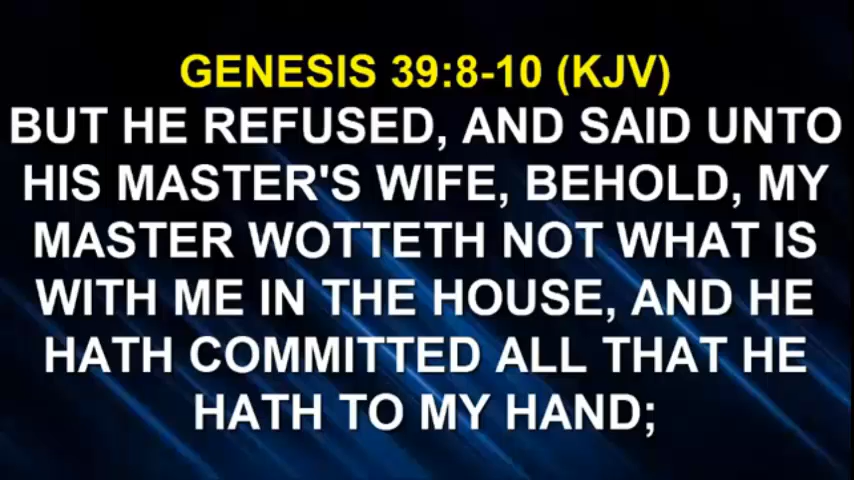 GENESIS 39:8-10 (KJV)
BUT HE REFUSED, AND SAID UNTO
HIS MASTER'S WIFE, BEHOLD, MY
MASTER WOTTETH NOT WHAT IS
WITH ME IN THE HOUSE, AND HE
HATH COMMITTED ALL THAT HE
HATH TO MY HAND;